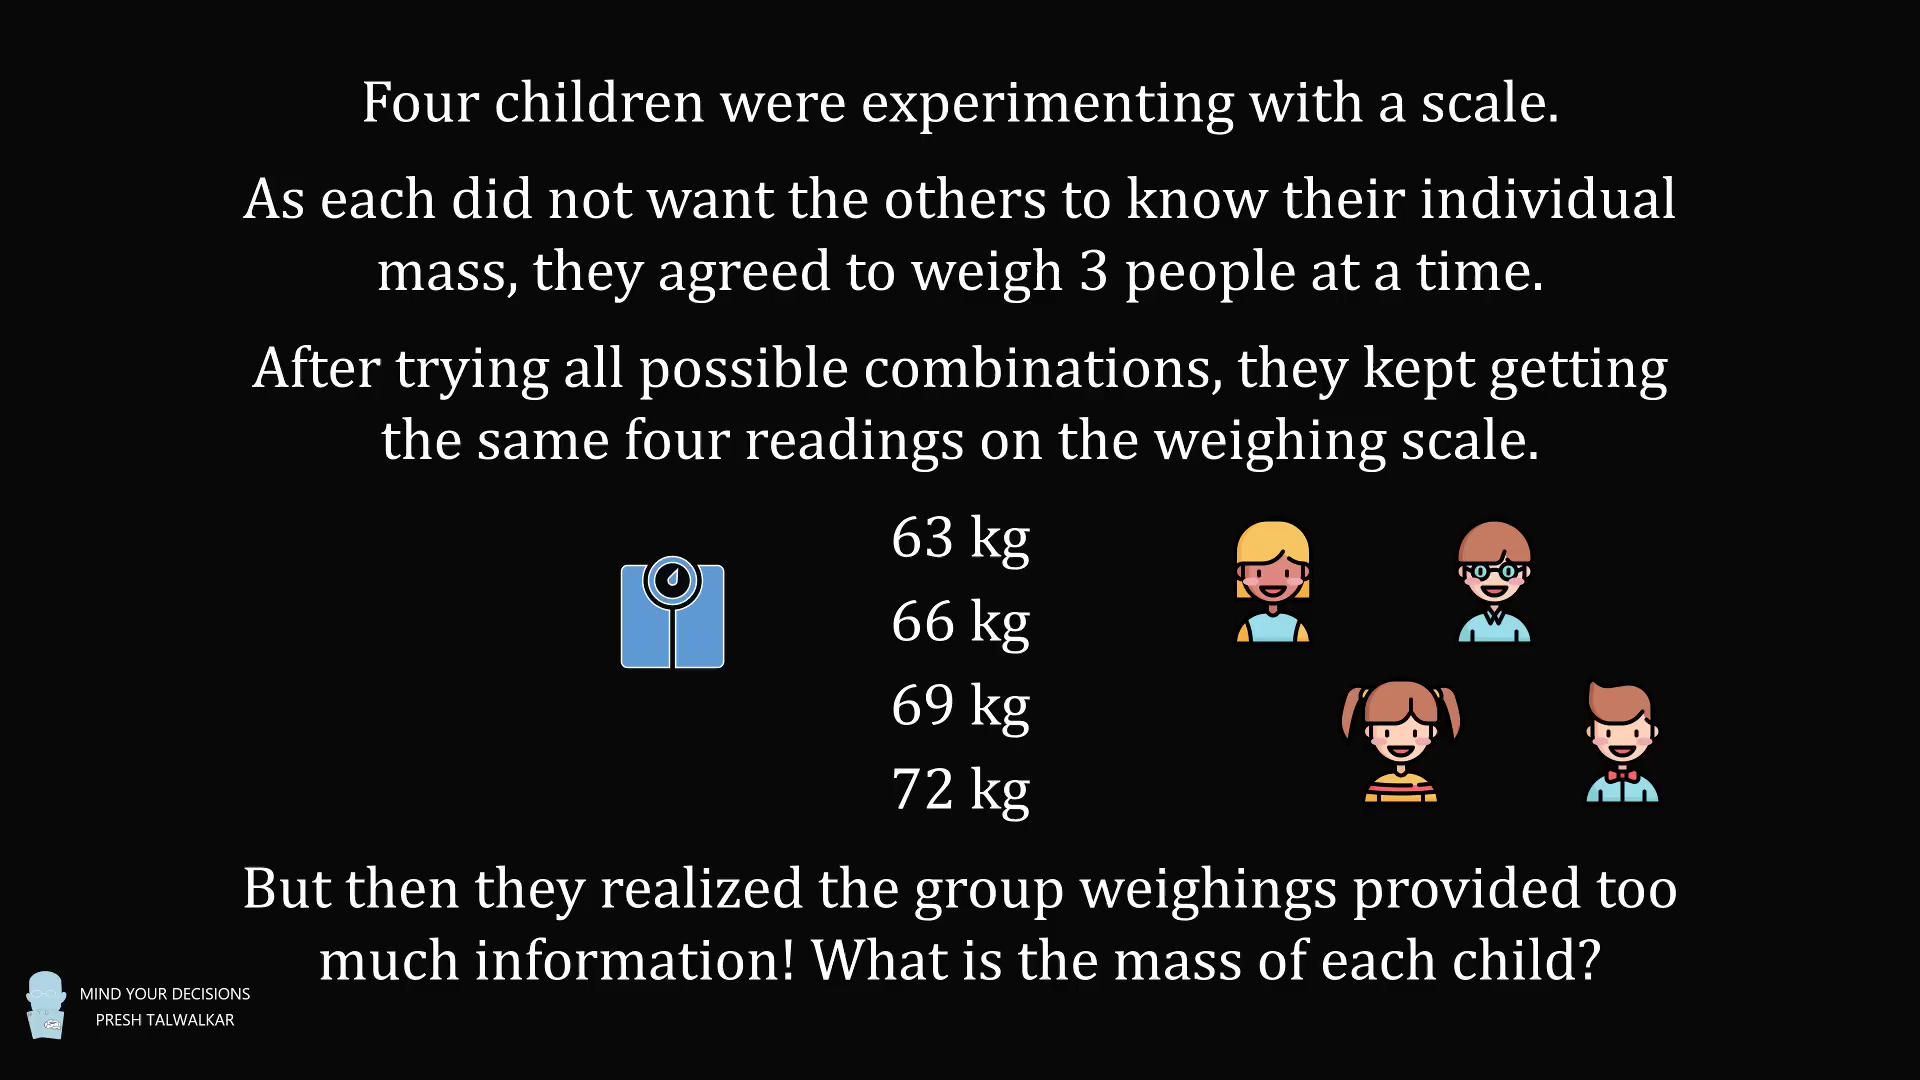 Four children were experimenting with a scale.
As each did not want the others to know their individual
mass, they agreed to weigh 3 people at a time.
After trying all possible combinations, they kept getting
the same four readings on the weighing scale.
63 kg
66 kg
69 kg
72 kg
But then they realized the group weighings provided too
much information! What is the mass of each child?
MIND YOUR DECISIONS
PRESH TALWALKAR